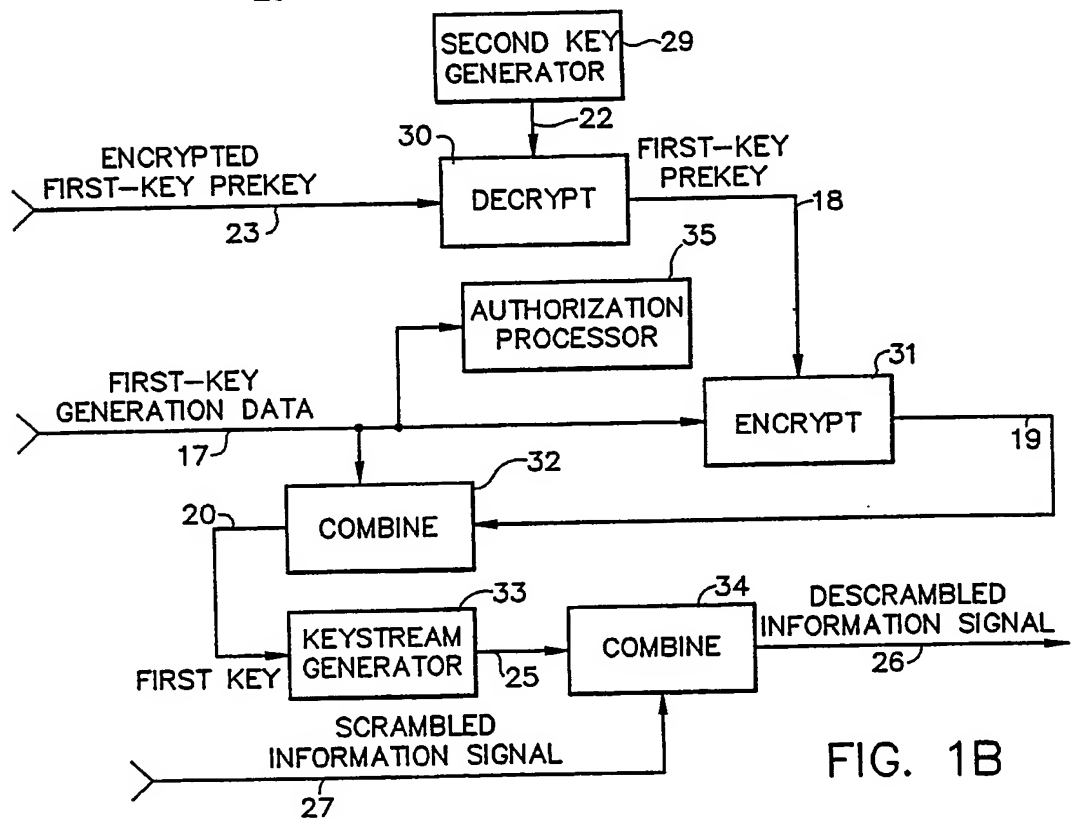 SECOND KEY
GENERATOR
29
22
30
ENCRYPTED
FIRST-KEY PREKEY
23
DECRYPT
FIRST-KEY
PREKEY
18
35
AUTHORIZATION
PROCESSOR
31
FIRST-KEY
GENERATION DATA
17
ENCRYPT
19
32
20
COMBINE
33
34
DESCRAMBLED
INFORMATION SIGNAL
26
KEYSTREAM
GENERATOR
FIRST KEY
25
COMBINE
SCRAMBLED
INFORMATION SIGNAL
27
FIG. 1B